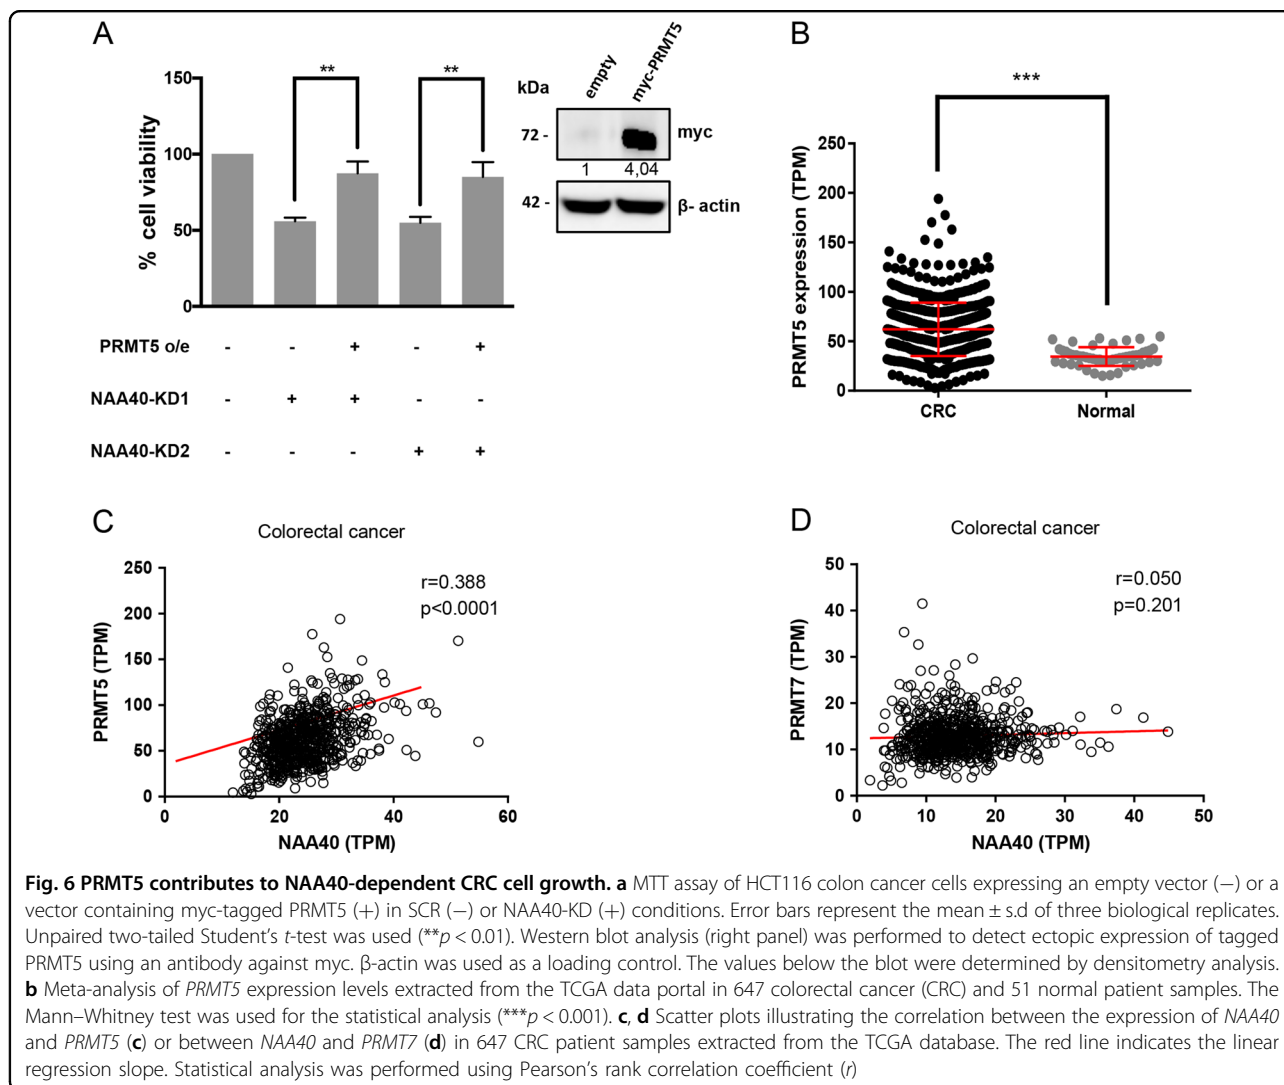 A
150
100
50
0
% cell viability
**
**
PRMT5 o/e - - + - +
NAA40-KD1 - + + - -
NAA40-KD2 - - - + +
kDa
empty
myc-PRMT5
72 -
myc
1 4,04
42 -
β- actin
B
***
250
200
150
100
50
0
PRMT5 expression (TPM)
CRC Normal
C
Colorectal cancer
r=0.388
p<0.0001
250
200
150
100
50
0
PRMT5 (TPM)
0 20 40 60
NAA40 (TPM)
D
Colorectal cancer
r=0.050
p=0.201
50
40
30
20
10
0
PRMT7 (TPM)
0 10 20 30 40 50
NAA40 (TPM)
Fig. 6 PRMT5 contributes to NAA40-dependent CRC cell growth. a MTT assay of HCT116 colon cancer cells expressing an empty vector (−) or a
vector containing myc-tagged PRMT5 (+) in SCR (−) or NAA40-KD (+) conditions. Error bars represent the mean ± s.d of three biological replicates.
Unpaired two-tailed Student's t-test was used (**p < 0.01). Western blot analysis (right panel) was performed to detect ectopic expression of tagged
PRMT5 using an antibody against myc. β-actin was used as a loading control. The values below the blot were determined by densitometry analysis.
b Meta-analysis of PRMT5 expression levels extracted from the TCGA data portal in 647 colorectal cancer (CRC) and 51 normal patient samples. The
Mann–Whitney test was used for the statistical analysis (***p < 0.001). c, d Scatter plots illustrating the correlation between the expression of NAA40
and PRMT5 (c) or between NAA40 and PRMT7 (d) in 647 CRC patient samples extracted from the TCGA database. The red line indicates the linear
regression slope. Statistical analysis was performed using Pearson's rank correlation coefficient (r)